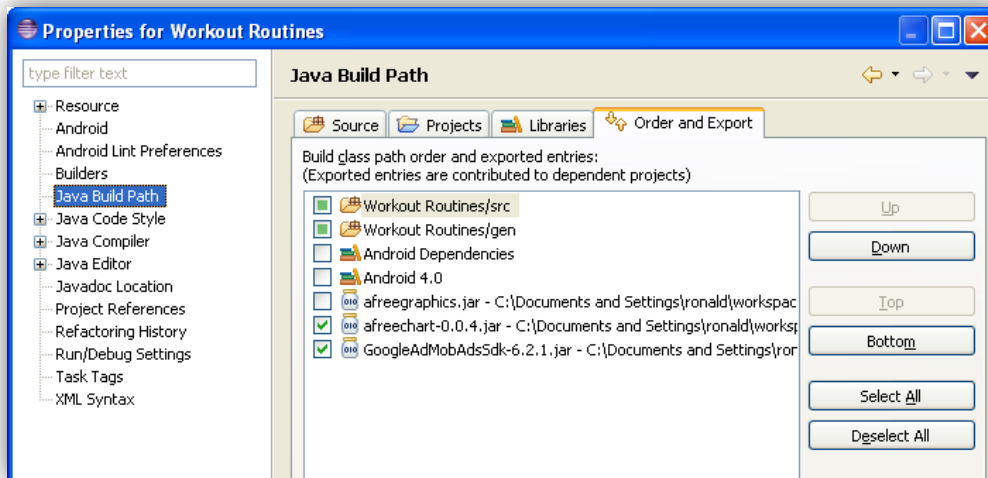 Properties for Workout Routines
type filter text
Resource
Android
Android Lint Preferences
Builders
Java Build Path
Java Code Style
Java Compiler
Java Editor
Javadoc Location
Project References
Refactoring History
Run/Debug Settings
Task Tags
XML Syntax
Java Build Path
Source Projects Libraries Order and Export
Build class path order and exported entries:
(Exported entries are contributed to dependent projects)
Workout Routines/src
Workout Routines/gen
Android Dependencies
Android 4.0
afreegraphics.jar - C:\Documents and Settings\ronald\workspac
afreechart-0.0.4.jar - C:\Documents and Settings\ronald\worksp
GoogleAdMobAdsSdk-6.2.1.jar - C:\Documents and Settings\ror
Up
Down
Top
Bottom
Select All
Deselect All